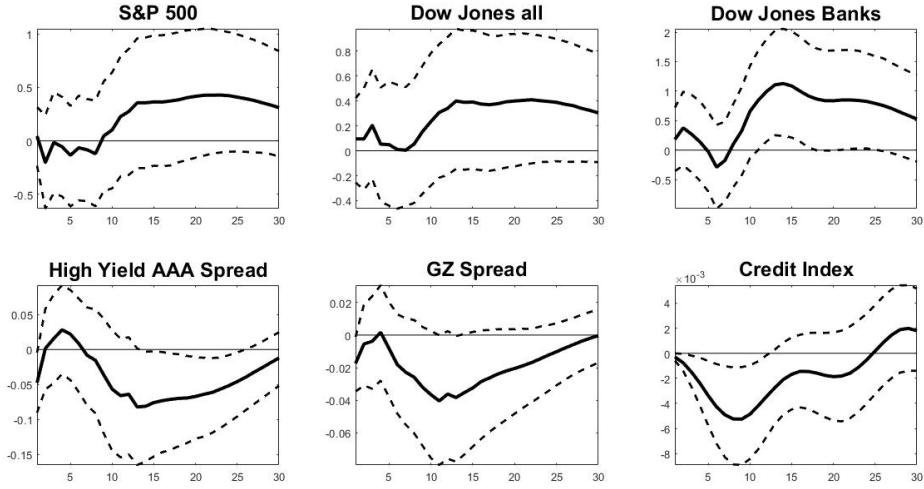 S&P 500
1
0.5
0
-0.5
5 10 15 20 25 30
Dow Jones all
0.8
0.6
0.4
0.2
0
-0.2
-0.4
5 10 15 20 25 30
Dow Jones Banks
2
1.5
1
0.5
0
-0.5
5 10 15 20 25 30
High Yield AAA Spread
0.05
0
-0.05
-0.1
-0.15
5 10 15 20 25 30
GZ Spread
0.02
0
-0.02
-0.04
-0.06
5 10 15 20 25 30
Credit Index
×10⁻³
4
2
0
-2
-4
-6
-8
5 10 15 20 25 30